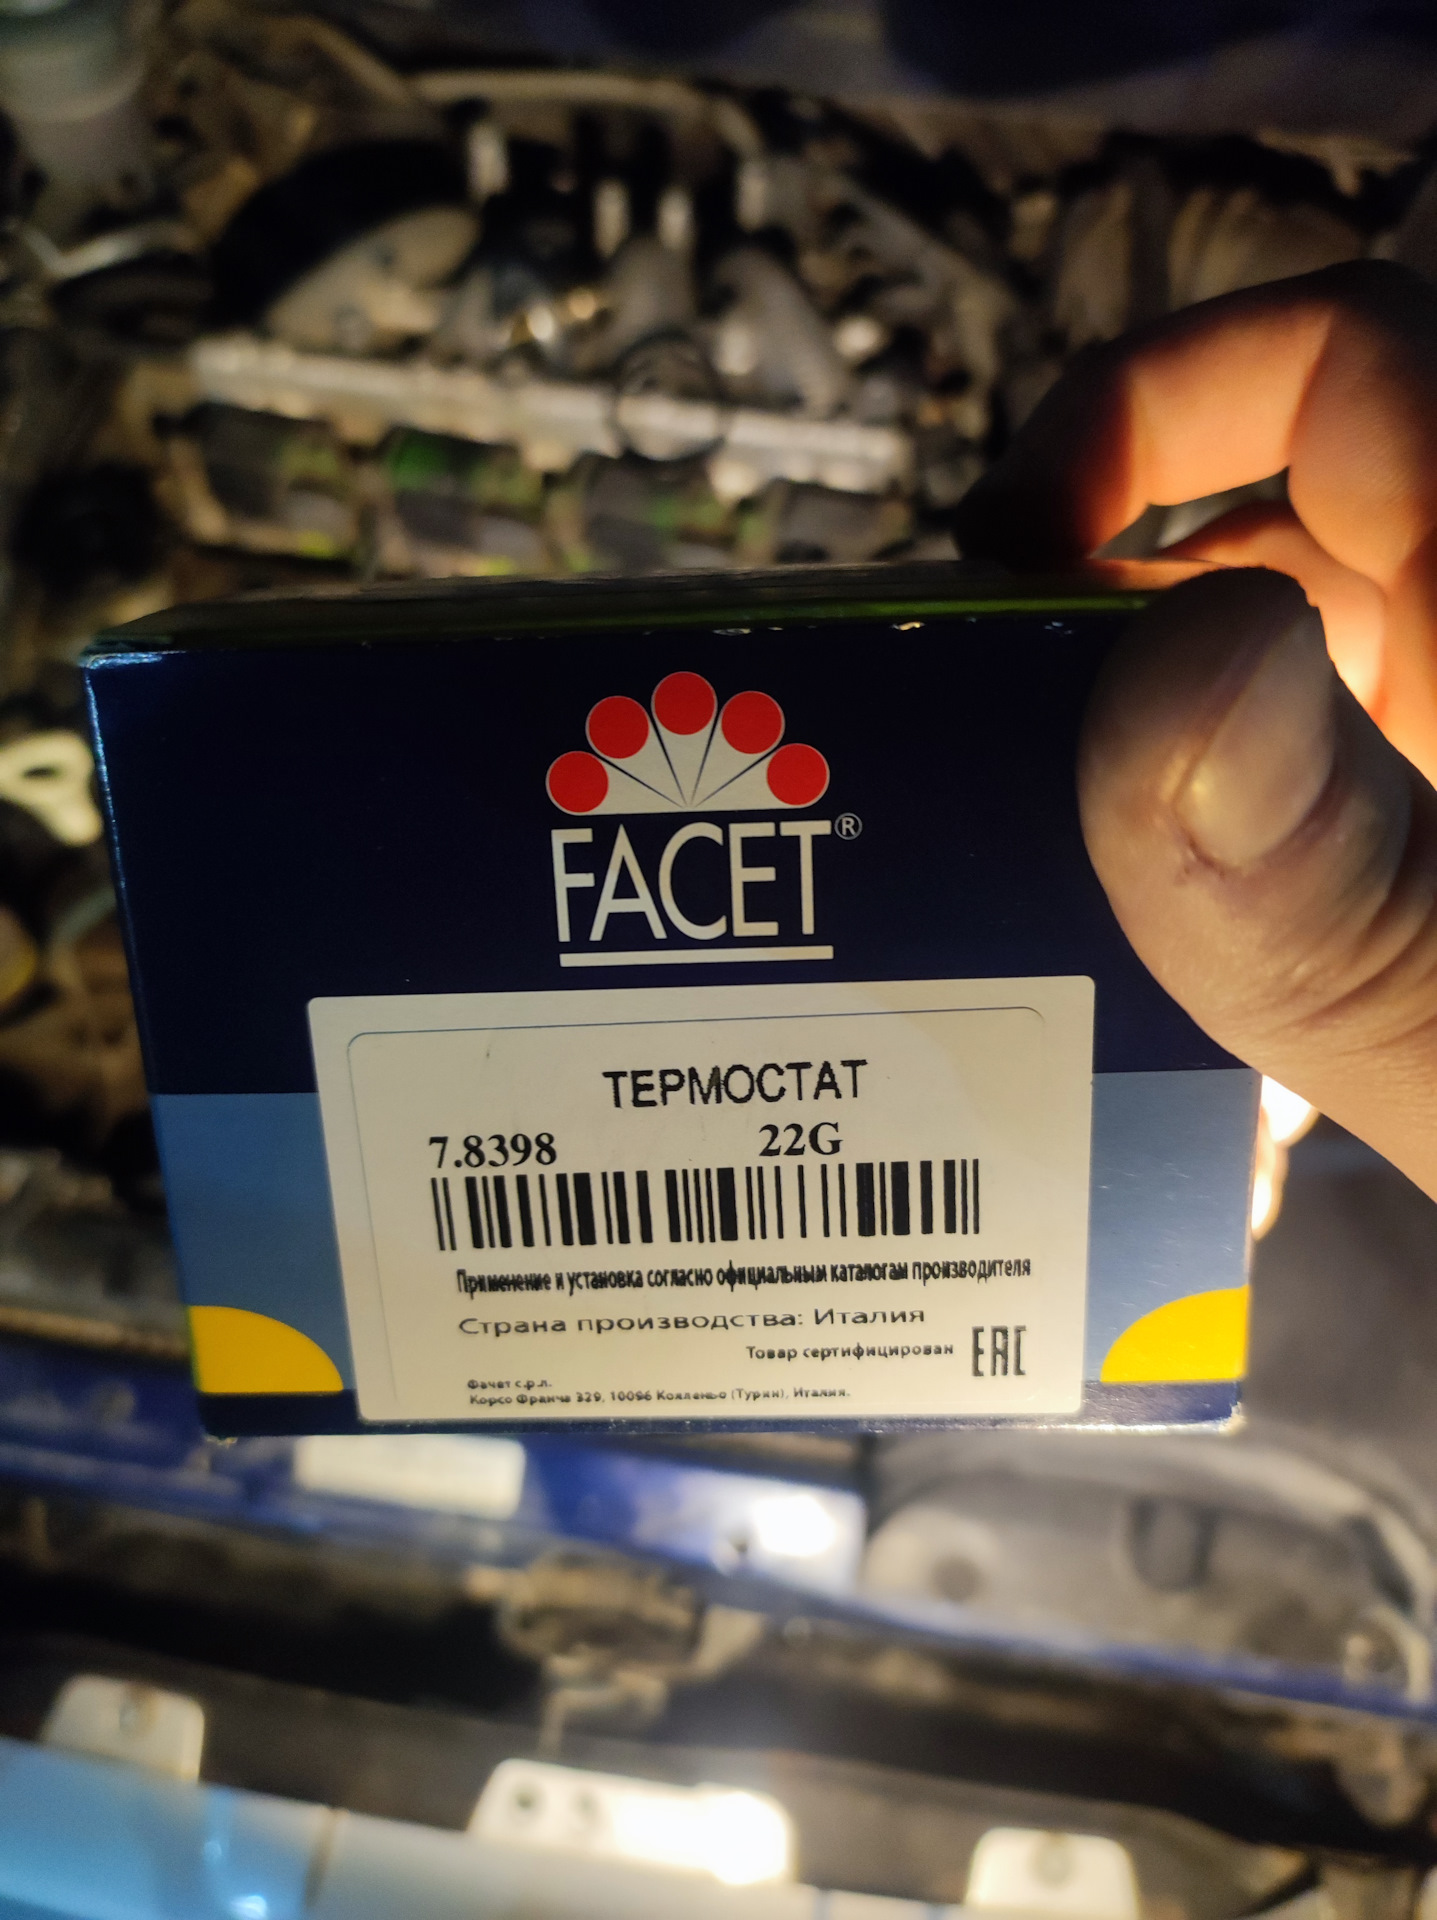 FACET®
ТЕРМОСТАТ
7.8398 22G
Применение и установка согласно официальным каталогам производителя
Страна производства: Италия
Товар сертифицирован EAC
Фачет с.р.л.
Корсо Франча 329, 10096 Колленьо (Турин), Италия.